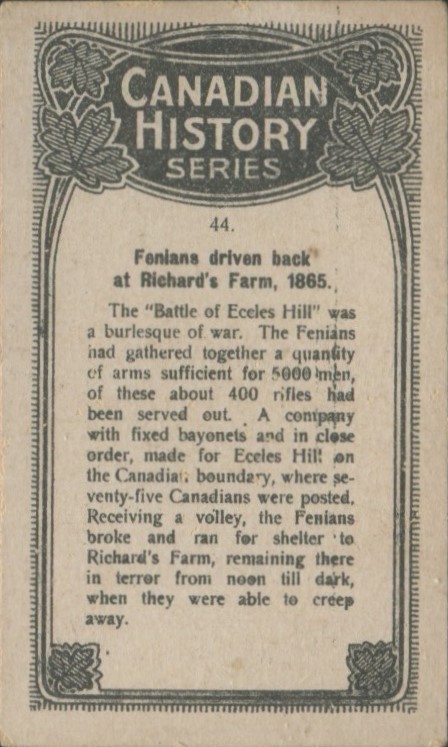 CANADIAN
HISTORY
SERIES
44.
Fenians driven back
at Richard's Farm, 1865.
The "Battle of Eccles Hill" was
a burlesque of war. The Fenians
had gathered together a quantity
of arms sufficient for 5000 men,
of these about 400 rifles had
been served out. A company
with fixed bayonets and in close
order, made for Eccles Hill on
the Canadian boundary, where se-
venty-five Canadians were posted.
Receiving a volley, the Fenians
broke and ran for shelter to
Richard's Farm, remaining there
in terror from noon till dark,
when they were able to creep
away.